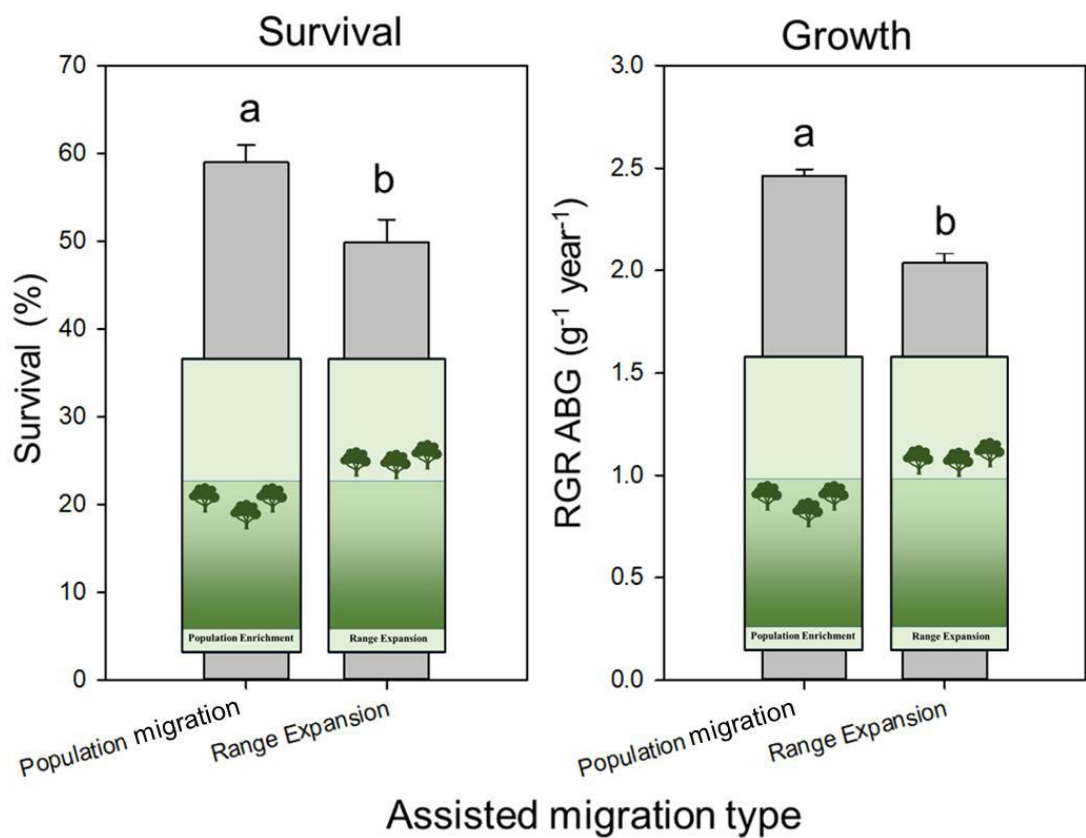 Survival
Growth
70
60
50
40
30
20
10
0
Survival (%)
a
b
Population Enrichment
Range Expansion
Population migration
Range Expansion
3.0
2.5
2.0
1.5
1.0
0.5
0.0
RGR ABG (g⁻¹ year⁻¹)
a
b
Population Enrichment
Range Expansion
Population migration
Range Expansion
Assisted migration type